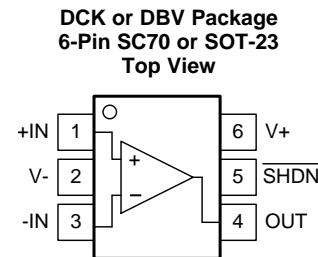 DCK or DBV Package
6-Pin SC70 or SOT-23
Top View
+IN 1 6 V+
V- 2 5 SHDN
-IN 3 4 OUT
+
−